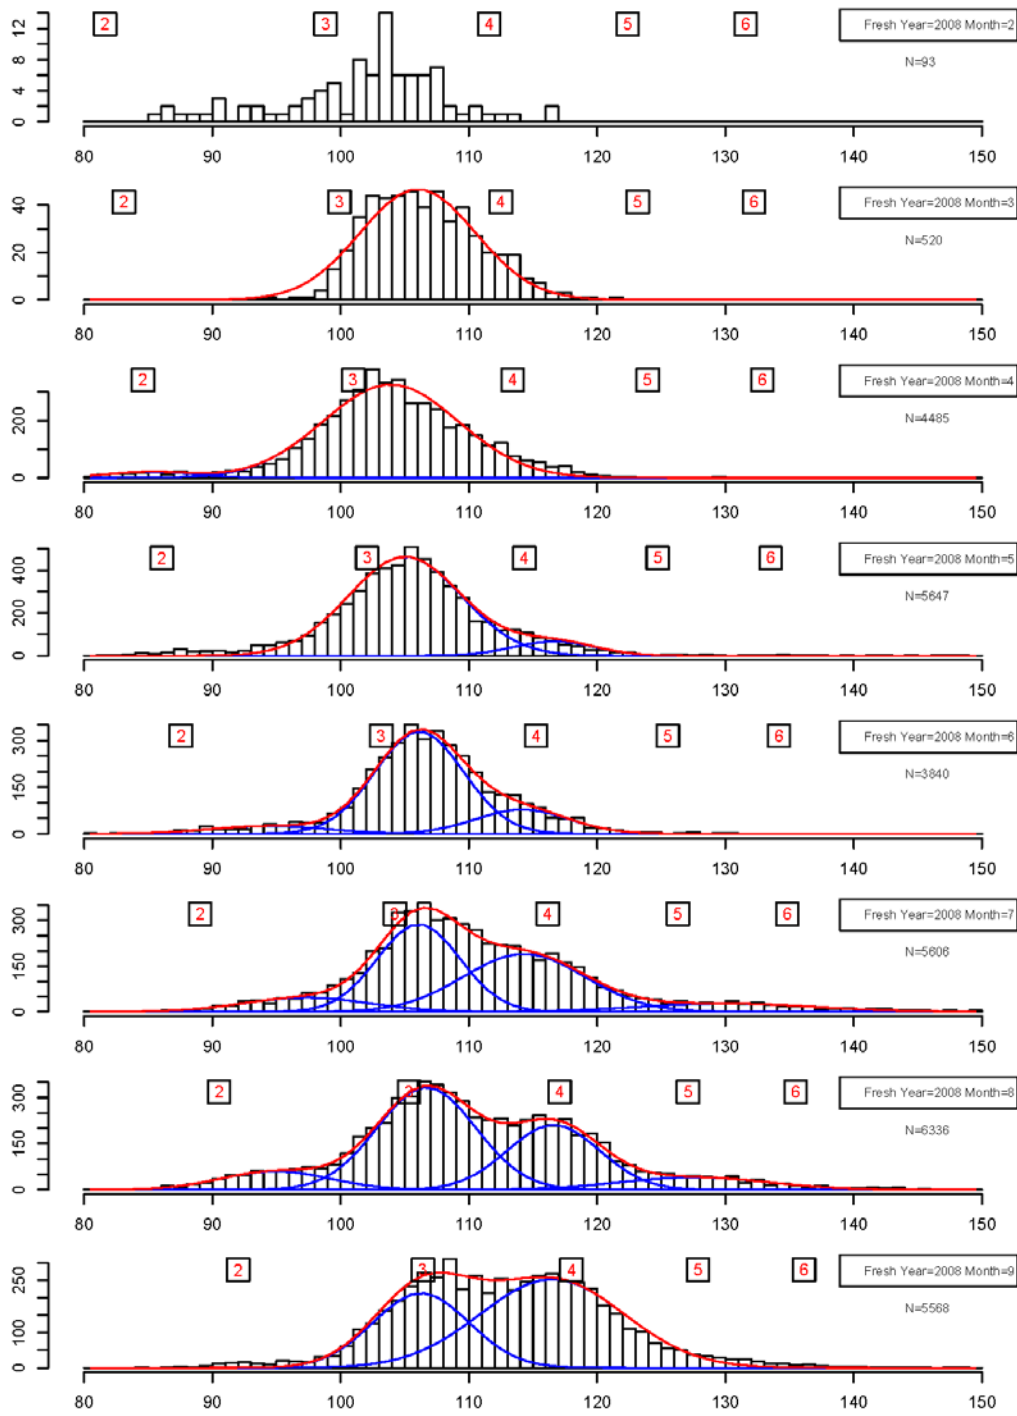 2 3 4 5 6 Fresh Year=2008 Month=2
N=93
12
8
4
0
80 90 100 110 120 130 140 150
2 3 4 5 6 Fresh Year=2008 Month=3
N=520
40
20
0
80 90 100 110 120 130 140 150
2 3 4 5 6 Fresh Year=2008 Month=4
N=4485
200
0
80 90 100 110 120 130 140 150
2 3 4 5 6 Fresh Year=2008 Month=5
N=5647
400
200
0
80 90 100 110 120 130 140 150
2 3 4 5 6 Fresh Year=2008 Month=6
N=3840
300
150
0
80 90 100 110 120 130 140 150
2 3 4 5 6 Fresh Year=2008 Month=7
N=5606
300
150
0
80 90 100 110 120 130 140 150
2 3 4 5 6 Fresh Year=2008 Month=8
N=6336
300
150
0
80 90 100 110 120 130 140 150
2 3 4 5 6 Fresh Year=2008 Month=9
N=5568
250
100
0
80 90 100 110 120 130 140 150